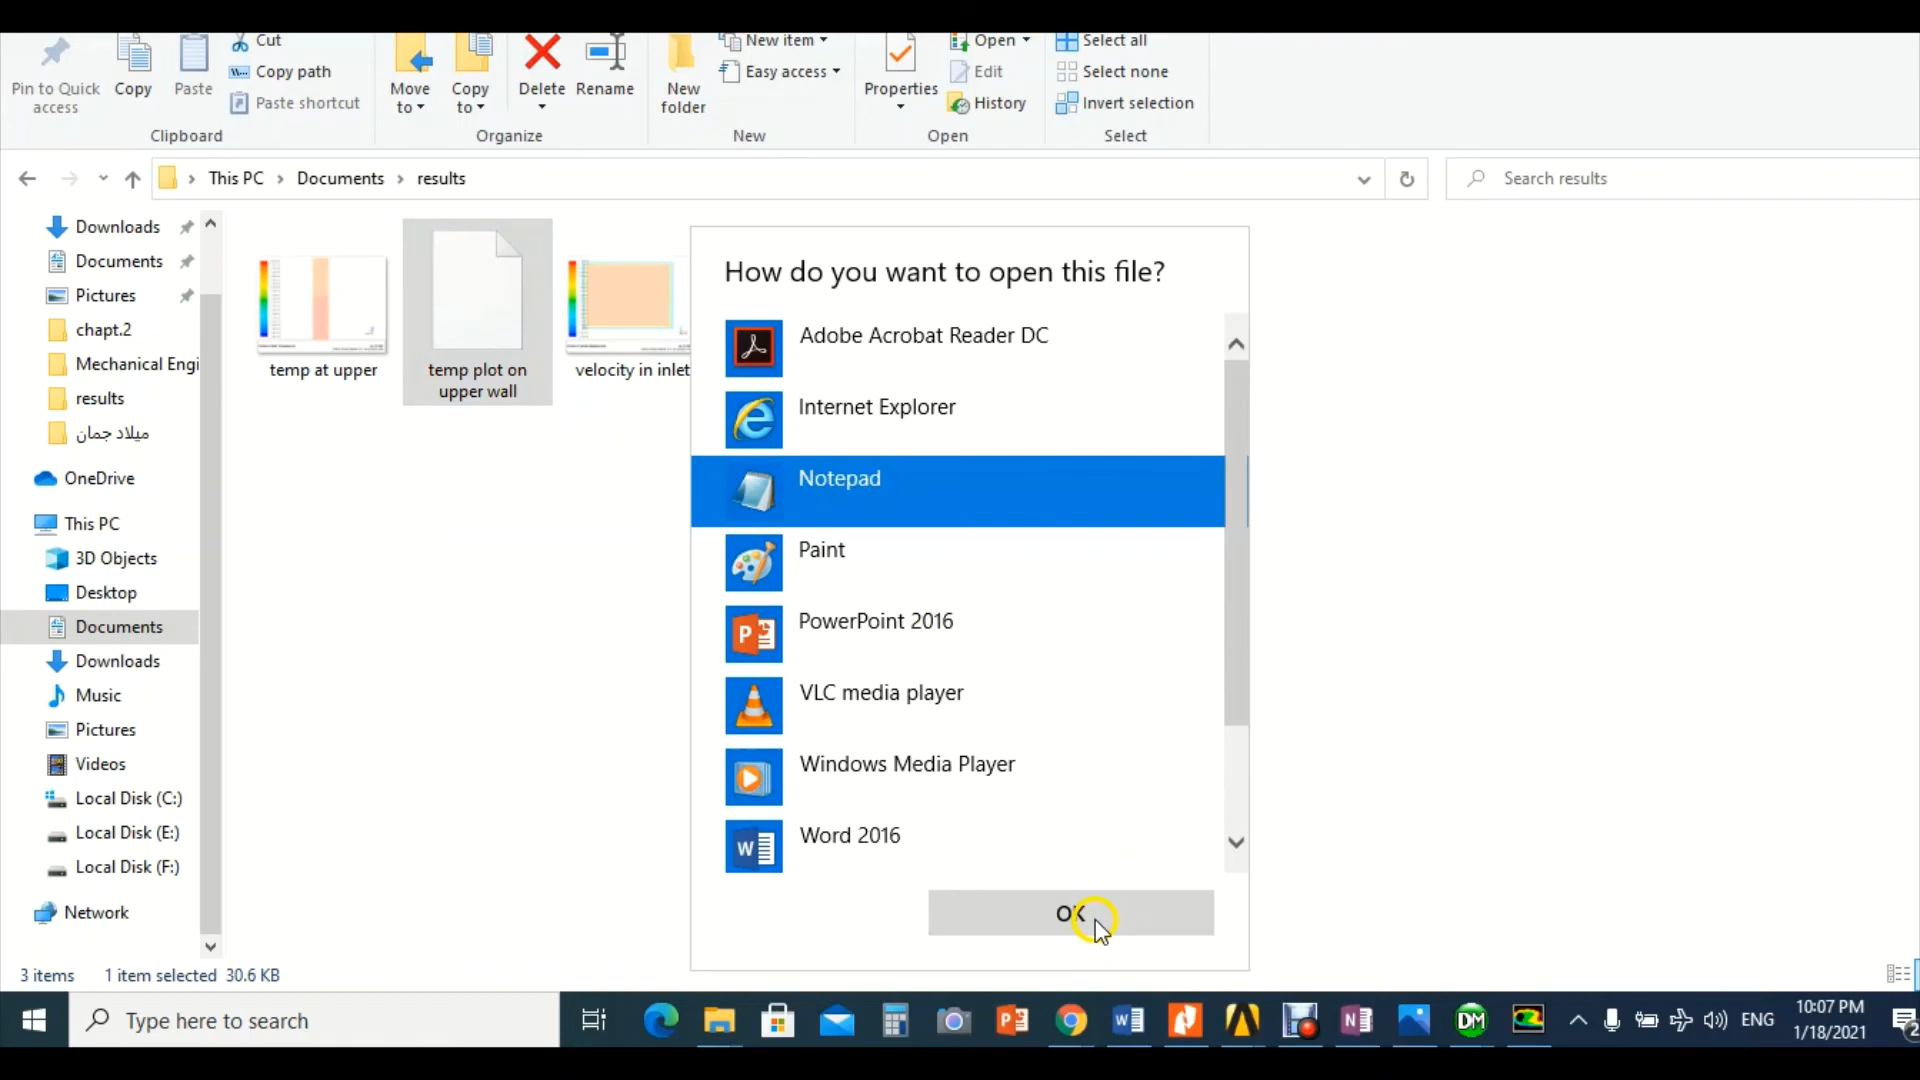 Cut
New item
Open
Select all
Copy path
Easy access
Edit
Select none
Pin to Quick
access
Copy
Paste
Paste shortcut
Move
to
Copy
to
Delete
Rename
New
folder
Properties
History
Invert selection
Clipboard
Organize
New
Open
Select
This PC
Documents
results
Search results
Downloads
Documents
Pictures
chapt.2
Mechanical Engi
results
میلاد جمان
OneDrive
This PC
3D Objects
Desktop
Documents
Downloads
Music
Pictures
Videos
Local Disk (C:)
Local Disk (E:)
Local Disk (F:)
Network
temp at upper
temp plot on
upper wall
velocity in inlet
How do you want to open this file?
Adobe Acrobat Reader DC
Internet Explorer
Notepad
Paint
PowerPoint 2016
VLC media player
Windows Media Player
Word 2016
OK
3 items
1 item selected 30.6 KB
Type here to search
DM
ENG
10:07 PM
1/18/2021
2